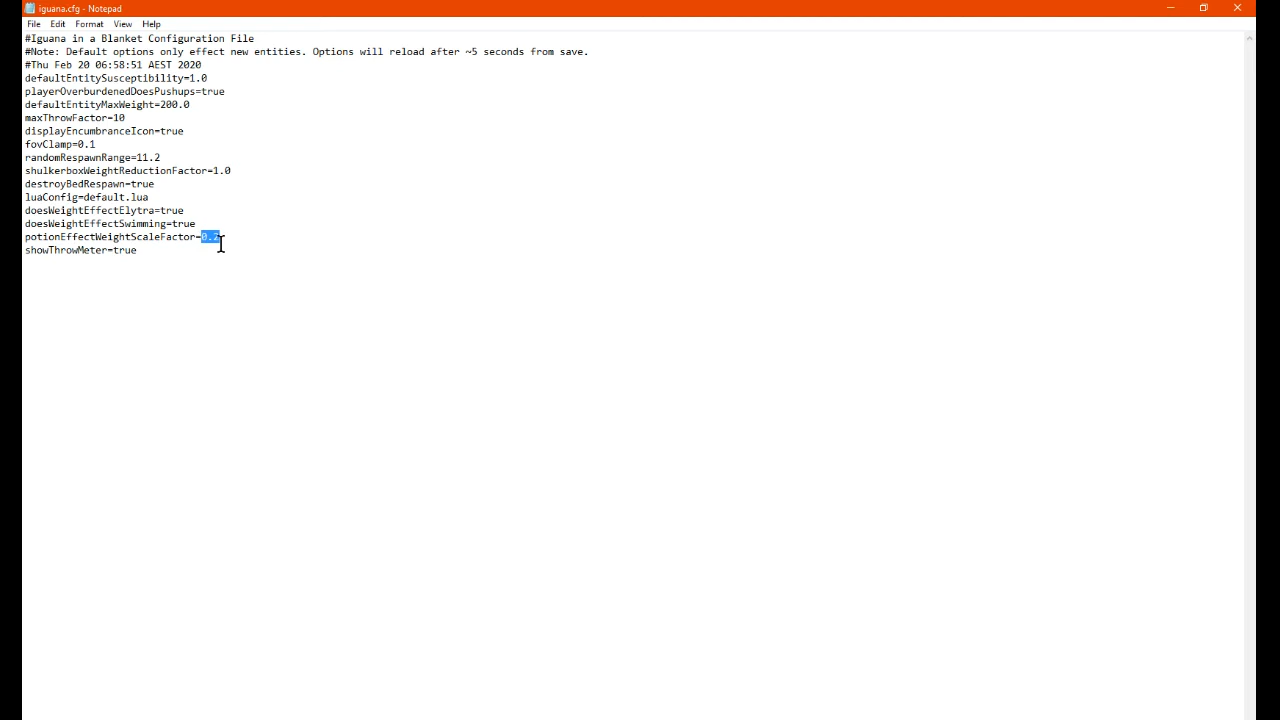 iguana.cfg - Notepad
File Edit Format View Help
#Iguana in a Blanket Configuration File
#Note: Default options only effect new entities. Options will reload after ~5 seconds from save.
#Thu Feb 20 06:58:51 AEST 2020
defaultEntitySusceptibility=1.0
playerOverburdenedDoesPushups=true
defaultEntityMaxWeight=200.0
maxThrowFactor=10
displayEncumbranceIcon=true
fovClamp=0.1
randomRespawnRange=11.2
shulkerboxWeightReductionFactor=1.0
destroyBedRespawn=true
luaConfig=default.lua
doesWeightEffectElytra=true
doesWeightEffectSwimming=true
potionEffectWeightScaleFactor=0.2
showThrowMeter=true